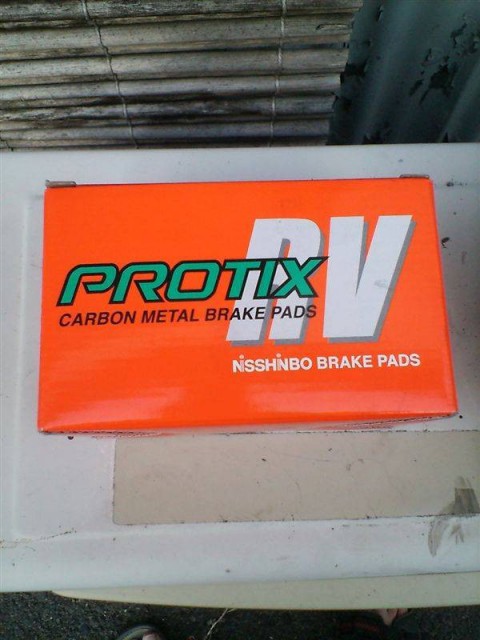 RV
PROTIX
CARBON METAL BRAKE PADS
NiSSHiNBO BRAKE PADS